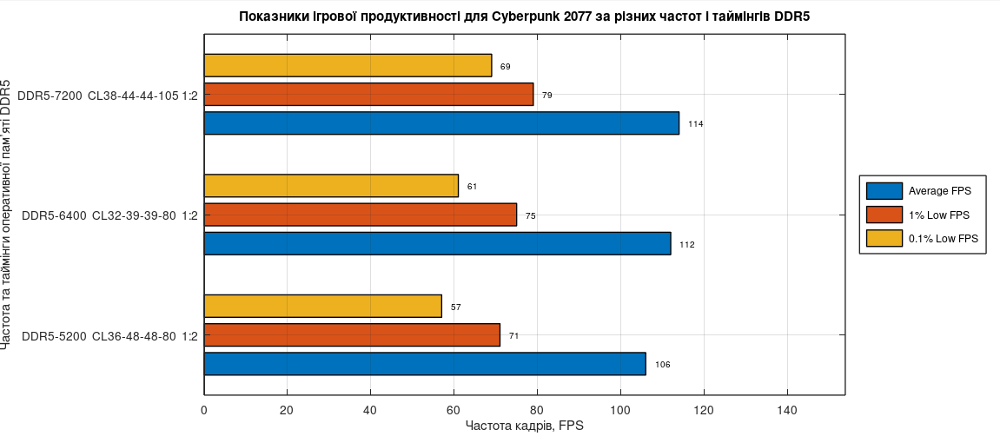 Показники ігрової продуктивності для Cyberpunk 2077 за різних частот і таймінгів DDR5
Частота та таймінги оперативної пам'яті DDR5
DDR5-7200 CL38-44-44-105 1:2
69
79
114
DDR5-6400 CL32-39-39-80 1:2
61
75
112
DDR5-5200 CL36-48-48-80 1:2
57
71
106
0 20 40 60 80 100 120 140
Частота кадрів, FPS
Average FPS
1% Low FPS
0.1% Low FPS